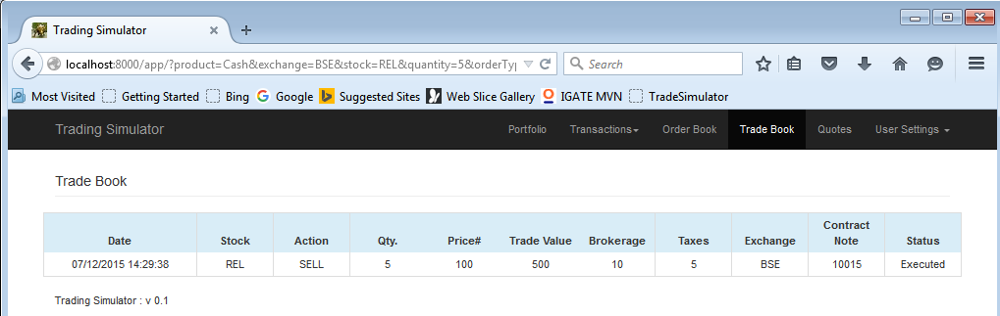 Trading Simulator
localhost:8000/app/?product=Cash&exchange=BSE&stock=REL&quantity=5&orderTy
Search
Most Visited Getting Started Bing Google Suggested Sites Web Slice Gallery IGATE MVN TradeSimulator
Trading Simulator Portfolio Transactions Order Book Trade Book Quotes User Settings
Trade Book
Date Stock Action Qty. Price# Trade Value Brokerage Taxes Exchange Contract Note Status
07/12/2015 14:29:38 REL SELL 5 100 500 10 5 BSE 10015 Executed
Trading Simulator : v 0.1